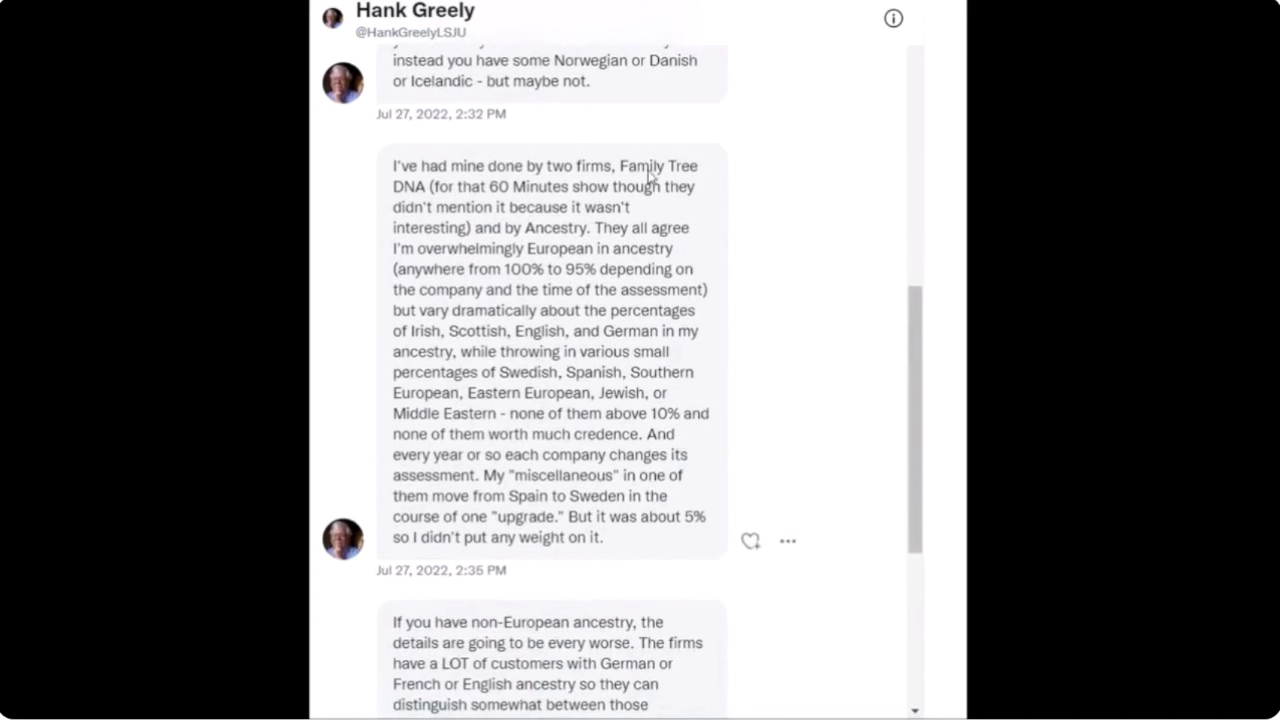 Hank Greely
@HankGreelyLSJU
instead you have some Norwegian or Danish
or Icelandic - but maybe not.
Jul 27, 2022, 2:32 PM
I've had mine done by two firms, Family Tree
DNA (for that 60 Minutes show though they
didn't mention it because it wasn't
interesting) and by Ancestry. They all agree
I'm overwhelmingly European in ancestry
(anywhere from 100% to 95% depending on
the company and the time of the assessment)
but vary dramatically about the percentages
of Irish, Scottish, English, and German in my
ancestry, while throwing in various small
percentages of Swedish, Spanish, Southern
European, Eastern European, Jewish, or
Middle Eastern - none of them above 10% and
none of them worth much credence. And
every year or so each company changes its
assessment. My "miscellaneous" in one of
them move from Spain to Sweden in the
course of one "upgrade." But it was about 5%
so I didn't put any weight on it.
Jul 27, 2022, 2:35 PM
If you have non-European ancestry, the
details are going to be every worse. The firms
have a LOT of customers with German or
French or English ancestry so they can
distinguish somewhat between those